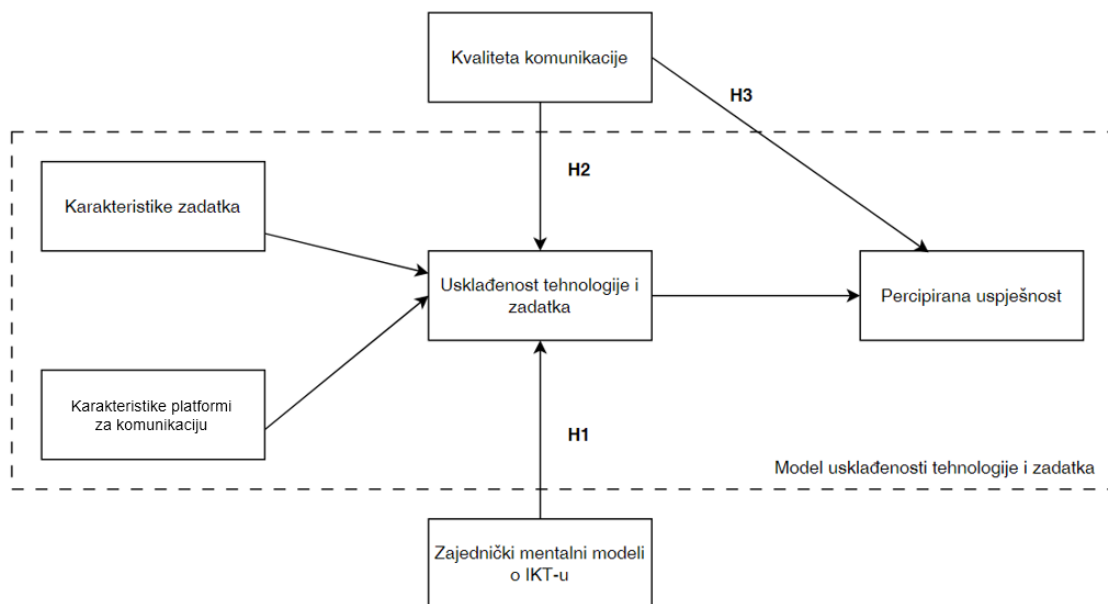 Kvaliteta komunikacije
H3
H2
Karakteristike zadatka
Usklađenost tehnologije i
zadatka
Percipirana uspješnost
Karakteristike platformi
za komunikaciju
H1
Model usklađenosti tehnologije i zadatka
Zajednički mentalni modeli
o IKT-u